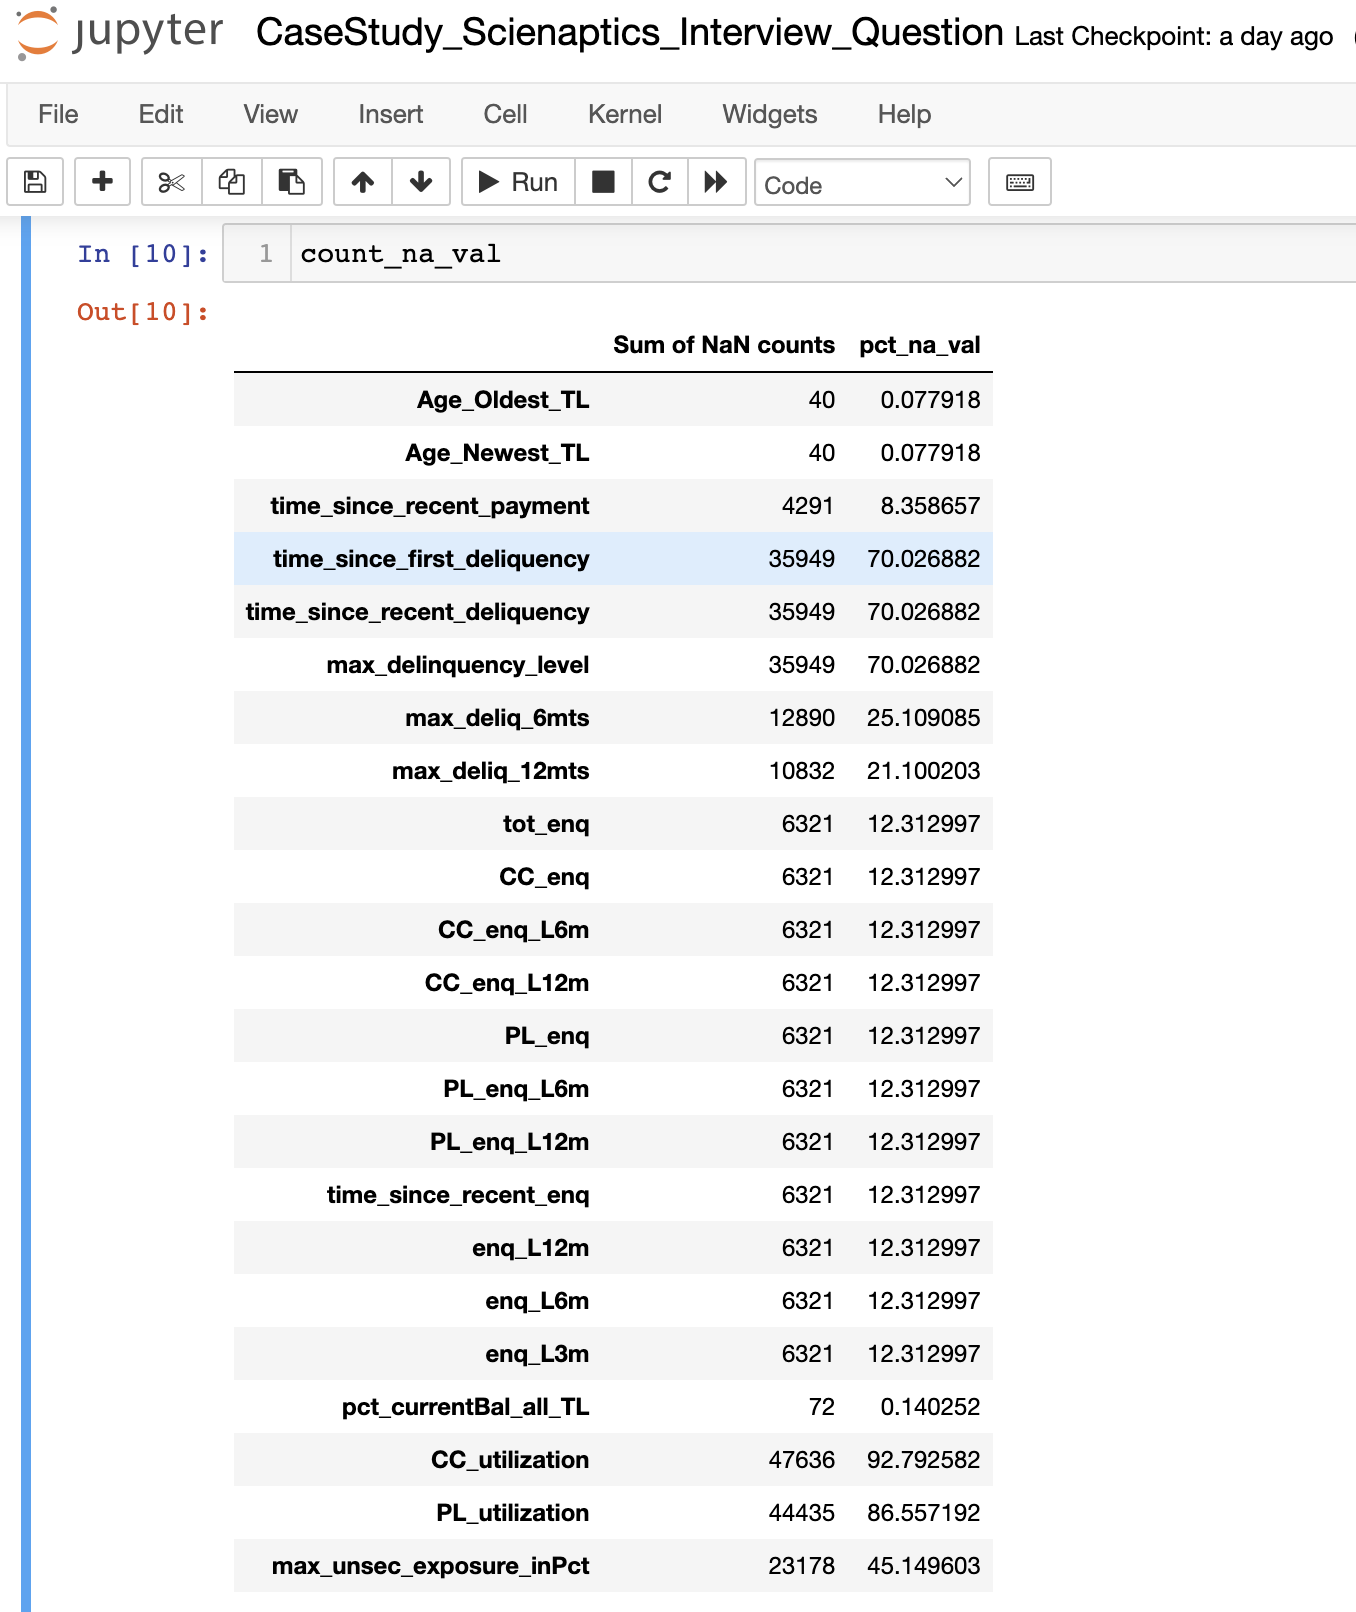 jupyter CaseStudy_Scienaptics_Interview_Question Last Checkpoint: a day ago
File Edit View Insert Cell Kernel Widgets Help
Run Code
In [10]: 1 count_na_val
Out[10]:
Sum of NaN counts pct_na_val
Age_Oldest_TL 40 0.077918
Age_Newest_TL 40 0.077918
time_since_recent_payment 4291 8.358657
time_since_first_deliquency 35949 70.026882
time_since_recent_deliquency 35949 70.026882
max_delinquency_level 35949 70.026882
max_deliq_6mts 12890 25.109085
max_deliq_12mts 10832 21.100203
tot_enq 6321 12.312997
CC_enq 6321 12.312997
CC_enq_L6m 6321 12.312997
CC_enq_L12m 6321 12.312997
PL_enq 6321 12.312997
PL_enq_L6m 6321 12.312997
PL_enq_L12m 6321 12.312997
time_since_recent_enq 6321 12.312997
enq_L12m 6321 12.312997
enq_L6m 6321 12.312997
enq_L3m 6321 12.312997
pct_currentBal_all_TL 72 0.140252
CC_utilization 47636 92.792582
PL_utilization 44435 86.557192
max_unsec_exposure_inPct 23178 45.149603